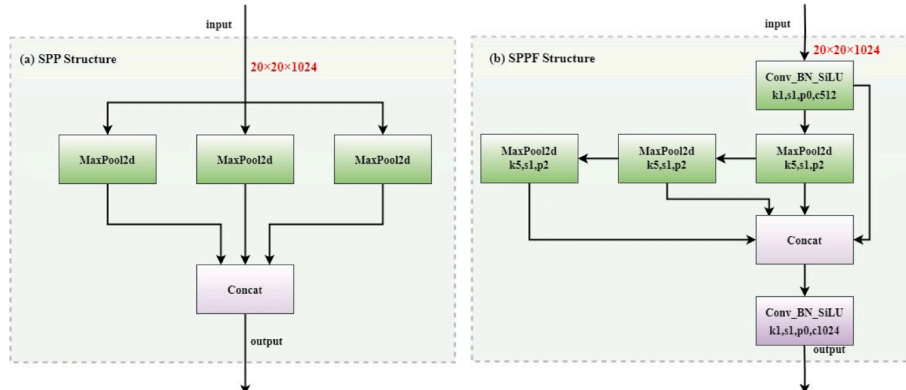 input
(a) SPP Structure
20×20×1024
MaxPool2d
MaxPool2d
MaxPool2d
Concat
output
input
20×20×1024
(b) SPPF Structure
Conv_BN_SiLU
k1,s1,p0,c512
MaxPool2d
k5,s1,p2
MaxPool2d
k5,s1,p2
MaxPool2d
k5,s1,p2
Concat
Conv_BN_SiLU
k1,s1,p0,c1024
output